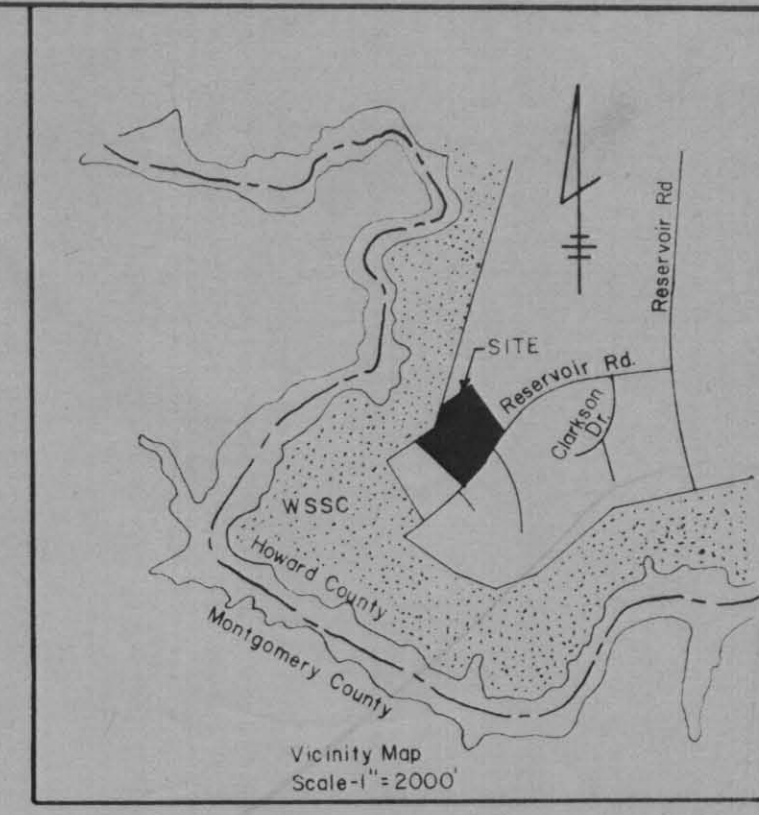 Reservoir Rd
SITE
Reservoir Rd.
Clarkson
Dr.
WSSC
Howard County
Montgomery County
Vicinity Map
Scale-1"=2000'